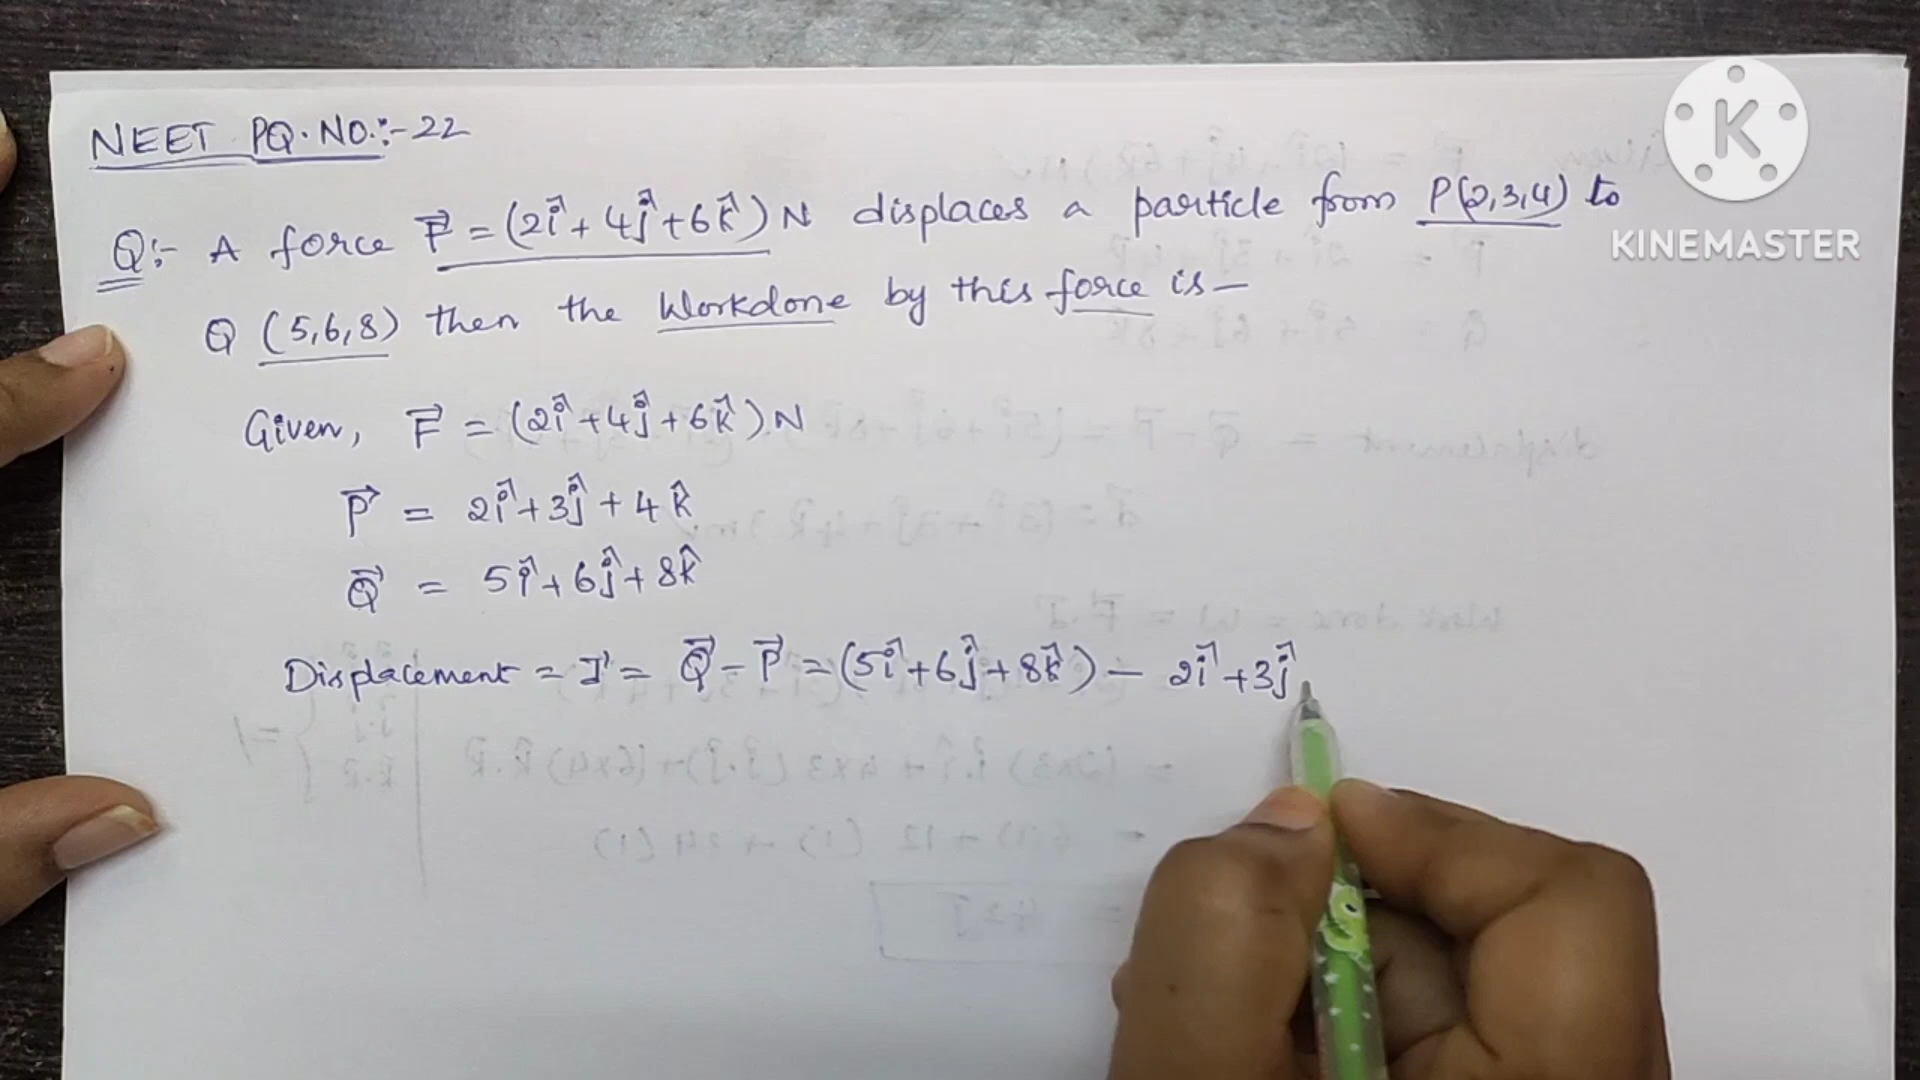 NEET PQ.NO.:-22
Q:- A force F⃗ = (2î + 4ĵ + 6k̂) N displaces a particle from P(2,3,4) to
Q (5,6,8) then the Workdone by this force is —
Given, F⃗ = (2î + 4ĵ + 6k̂) N
P⃗ = 2î + 3ĵ + 4k̂
Q⃗ = 5î + 6ĵ + 8k̂
Displacement = d⃗ = Q⃗ - P⃗ = (5î + 6ĵ + 8k̂) - 2î + 3ĵ
K
KINEMASTER